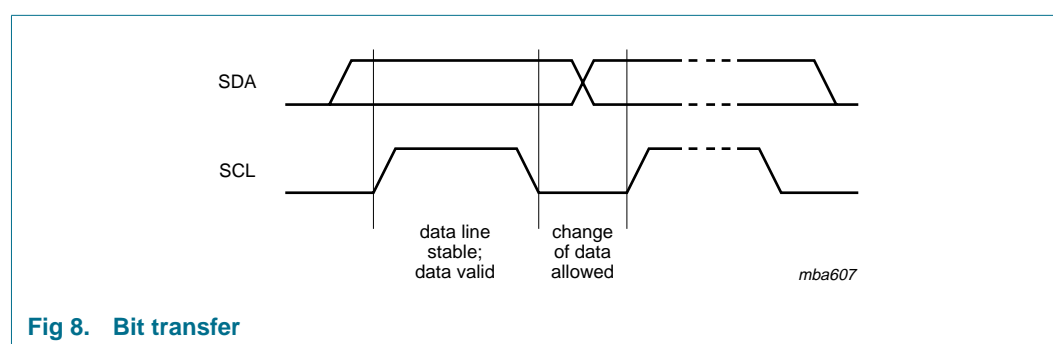 SDA
SCL
data line
stable;
data valid
change
of data
allowed
mba607
Fig 8. Bit transfer